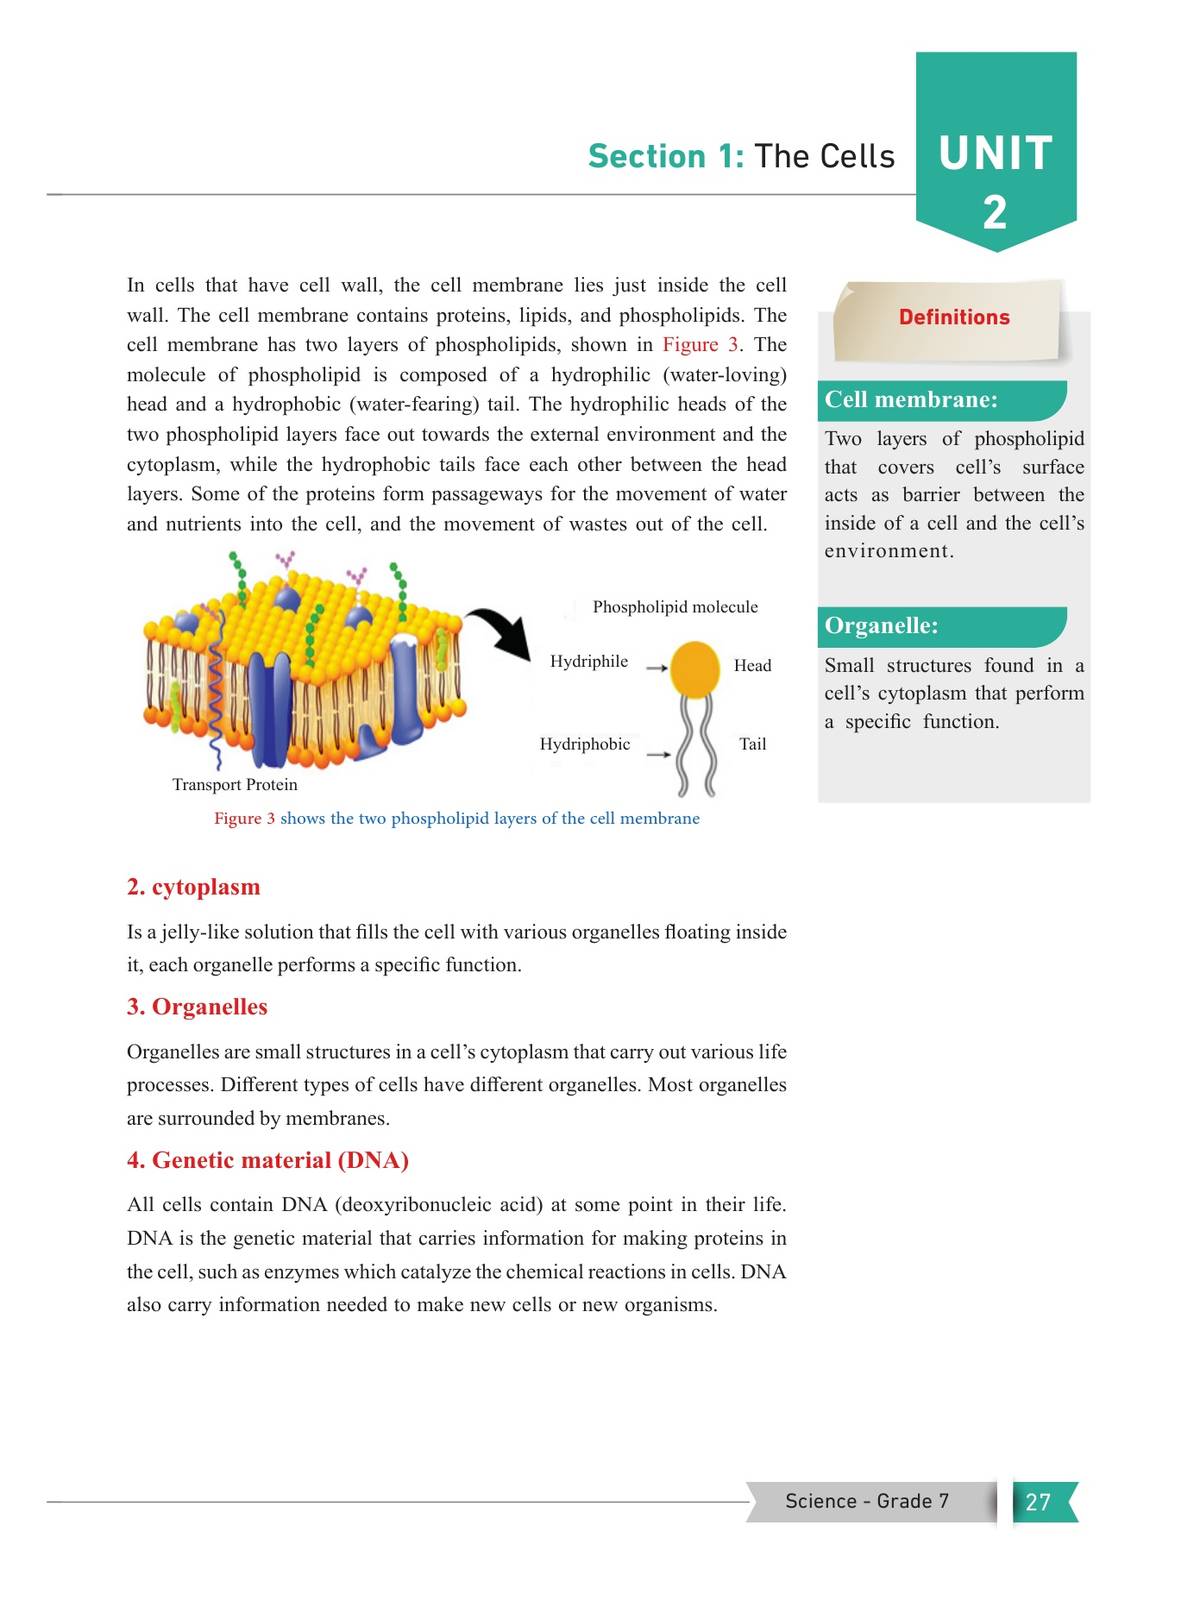 Section 1: The Cells
UNIT
2
In cells that have cell wall, the cell membrane lies just inside the cell
wall. The cell membrane contains proteins, lipids, and phospholipids. The
cell membrane has two layers of phospholipids, shown in Figure 3. The
molecule of phospholipid is composed of a hydrophilic (water-loving)
head and a hydrophobic (water-fearing) tail. The hydrophilic heads of the
two phospholipid layers face out towards the external environment and the
cytoplasm, while the hydrophobic tails face each other between the head
layers. Some of the proteins form passageways for the movement of water
and nutrients into the cell, and the movement of wastes out of the cell.
Phospholipid molecule
Hydriphile
Head
Hydriphobic
Tail
Transport Protein
Figure 3 shows the two phospholipid layers of the cell membrane
2. cytoplasm
Is a jelly-like solution that fills the cell with various organelles floating inside
it, each organelle performs a specific function.
3. Organelles
Organelles are small structures in a cell’s cytoplasm that carry out various life
processes. Different types of cells have different organelles. Most organelles
are surrounded by membranes.
4. Genetic material (DNA)
All cells contain DNA (deoxyribonucleic acid) at some point in their life.
DNA is the genetic material that carries information for making proteins in
the cell, such as enzymes which catalyze the chemical reactions in cells. DNA
also carry information needed to make new cells or new organisms.
Definitions
Cell membrane:
Two layers of phospholipid
that covers cell’s surface
acts as barrier between the
inside of a cell and the cell’s
environment.
Organelle:
Small structures found in a
cell’s cytoplasm that perform
a specific function.
Science - Grade 7
27